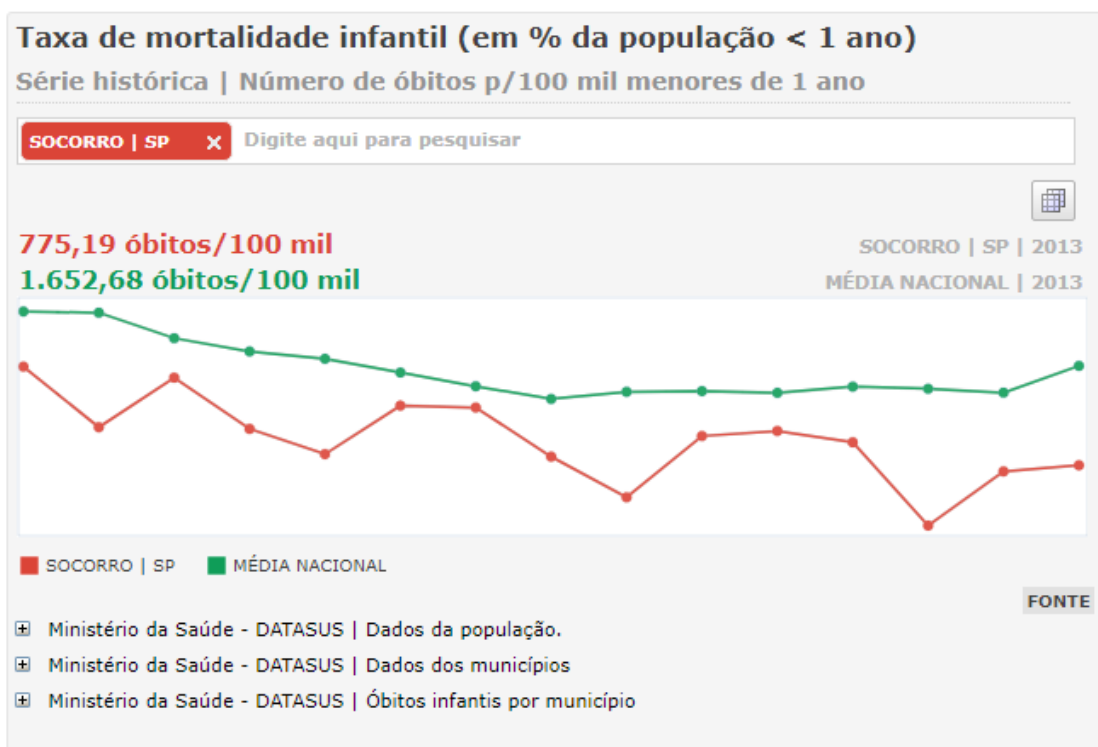 Taxa de mortalidade infantil (em % da população < 1 ano)
Série histórica | Número de óbitos p/100 mil menores de 1 ano
SOCORRO | SP × Digite aqui para pesquisar
775,19 óbitos/100 mil SOCORRO | SP | 2013
1.652,68 óbitos/100 mil MÉDIA NACIONAL | 2013
SOCORRO | SP MÉDIA NACIONAL
FONTE
Ministério da Saúde - DATASUS | Dados da população.
Ministério da Saúde - DATASUS | Dados dos municípios
Ministério da Saúde - DATASUS | Óbitos infantis por município